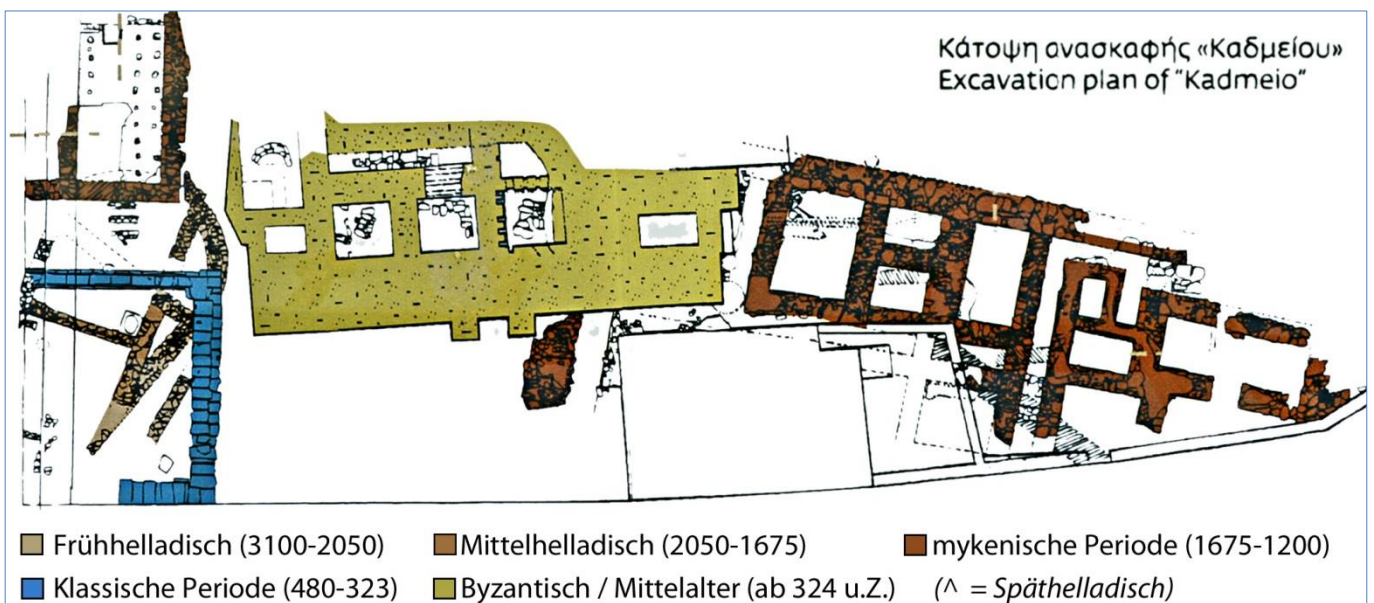 Κάτοψη ανασκαφής «Καδμείου»
Excavation plan of "Kadmeio"
Frühhelladisch (3100-2050)
Mittelhelladisch (2050-1675)
mykenische Periode (1675-1200)
Klassische Periode (480-323)
Byzantisch / Mittelalter (ab 324 u.Z.)
(^ = Späthelladisch)